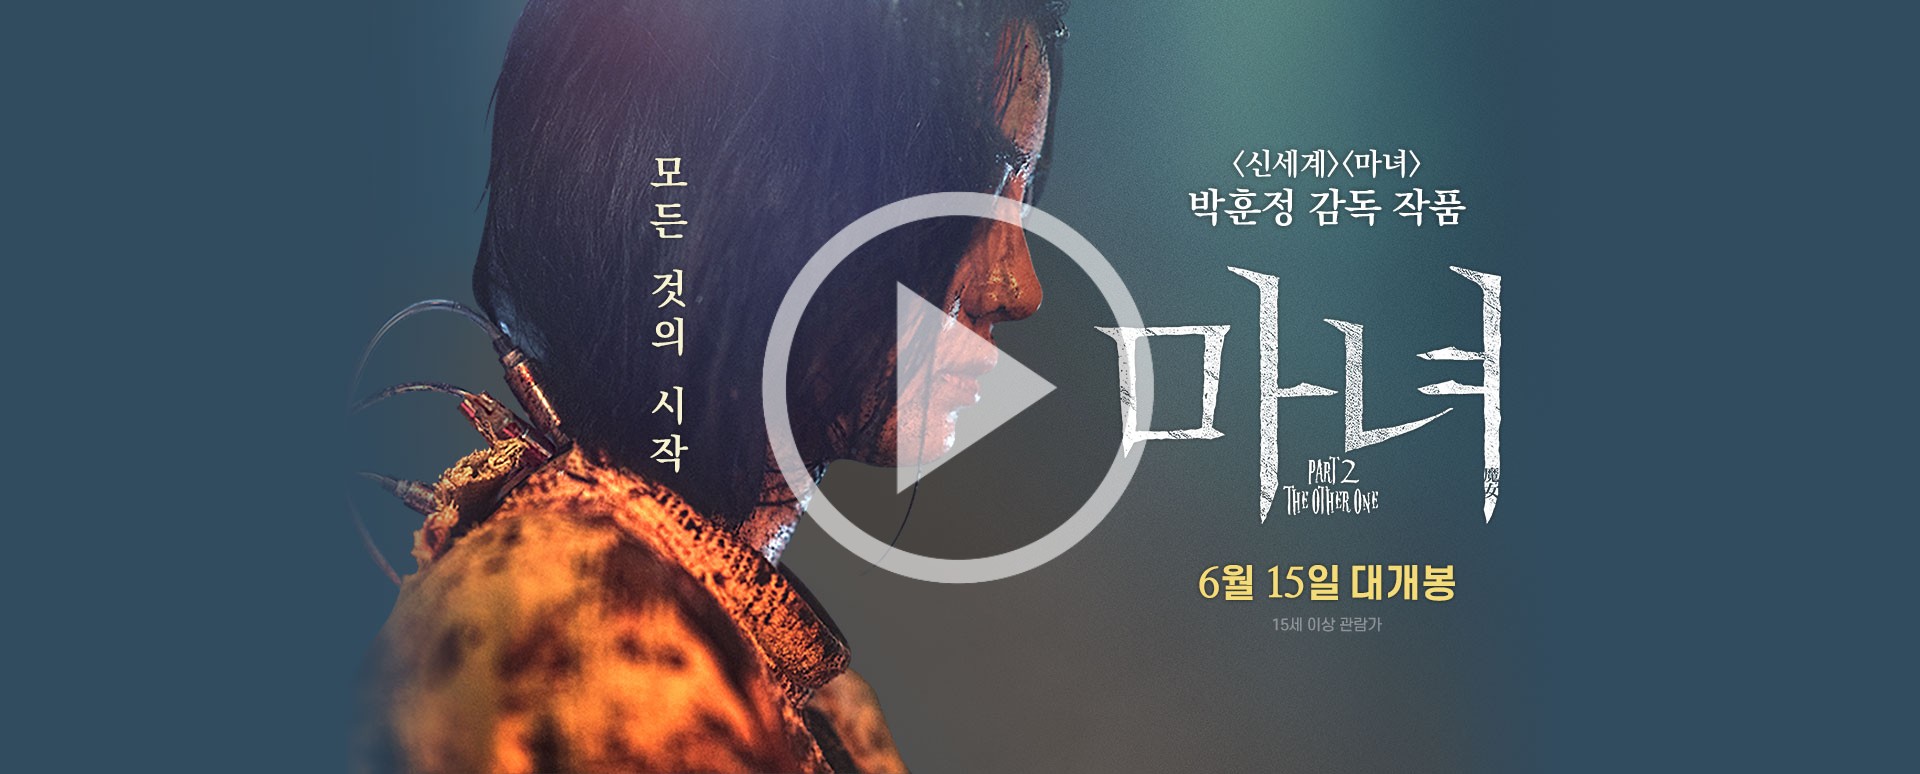 모든 것의 시작
〈신세계〉〈마녀〉
박훈정 감독 작품
마녀
PART 2
THE OTHER ONE
魔女
6월 15일 대개봉
15세 이상 관람가